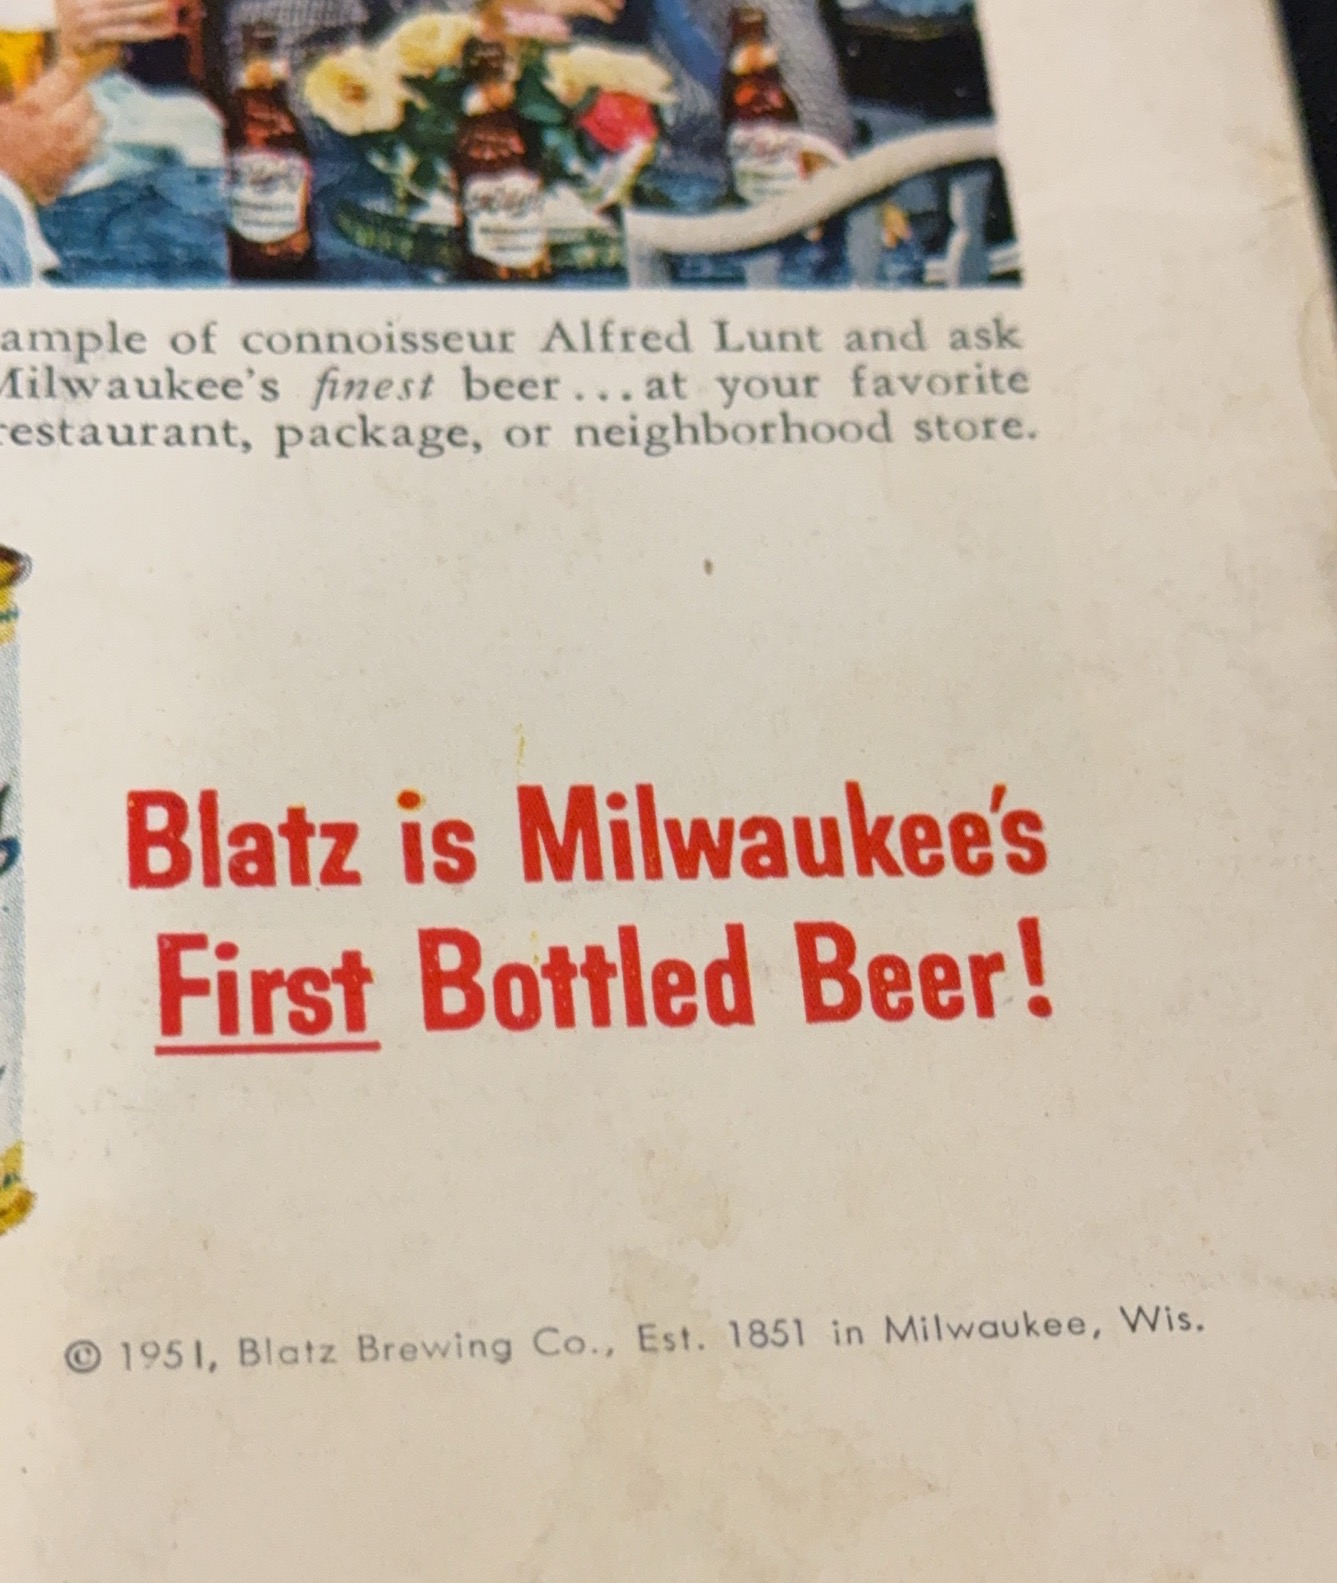 ample of connoisseur Alfred Lunt and ask
Milwaukee's finest beer...at your favorite
restaurant, package, or neighborhood store.
Blatz is Milwaukee's
First Bottled Beer!
© 1951, Blatz Brewing Co., Est. 1851 in Milwaukee, Wis.